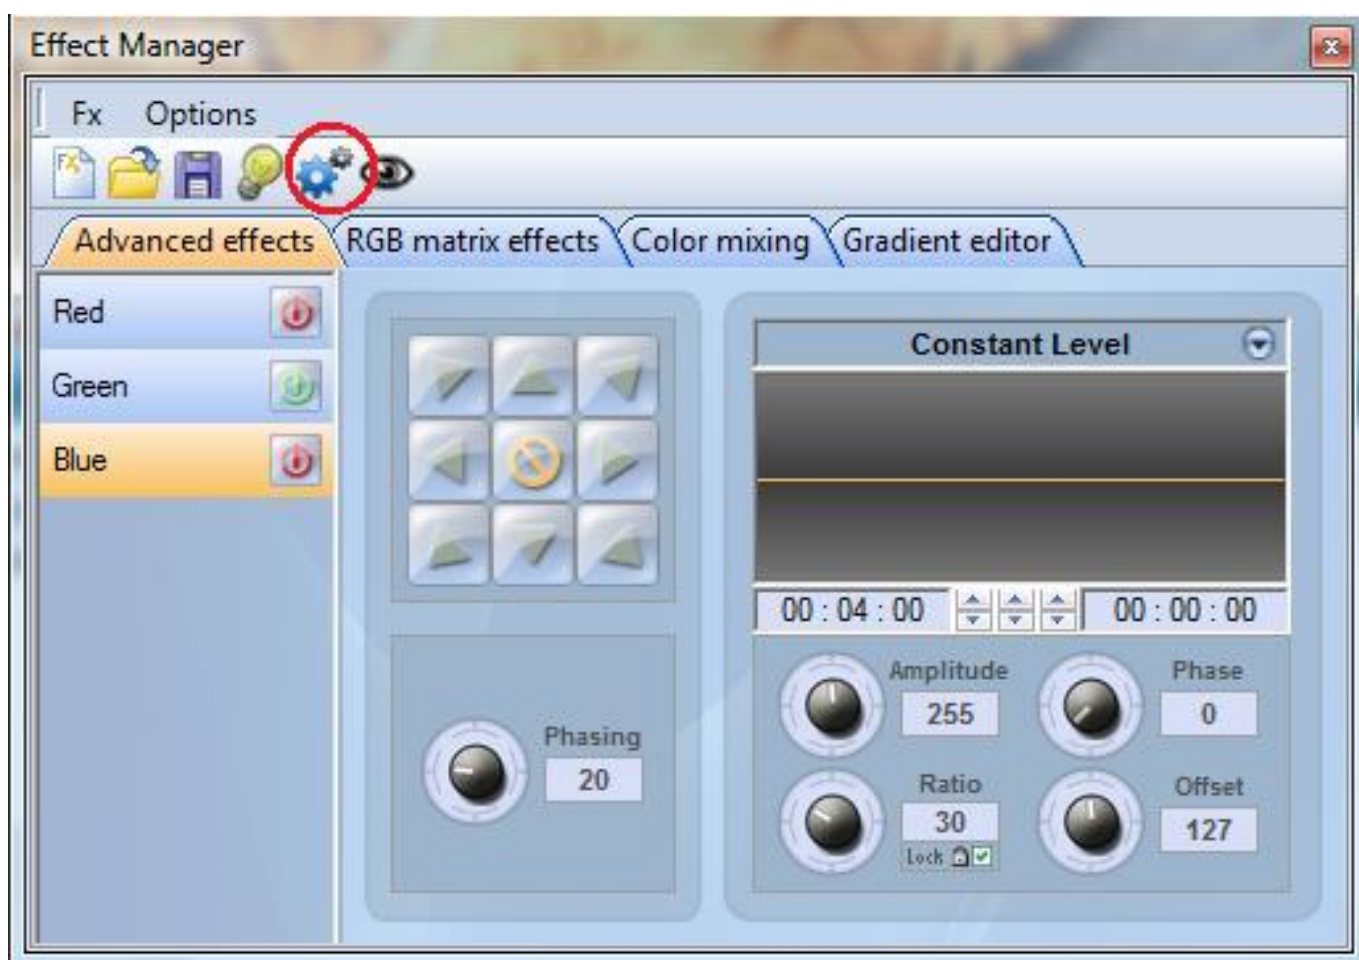 Effect Manager
Fx Options
Advanced effects RGB matrix effects Color mixing Gradient editor
Red
Green
Blue
Constant Level
00 : 04 : 00 00 : 00 : 00
Phasing
20
Amplitude
255
Phase
0
Ratio
30
Lock
Offset
127